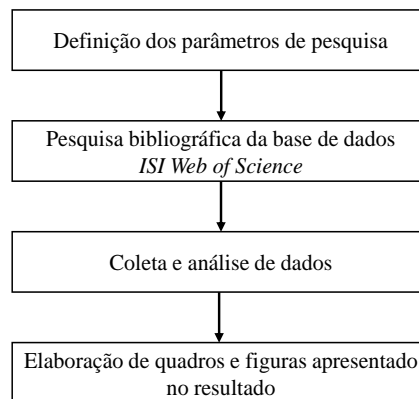 Definição dos parâmetros de pesquisa
Pesquisa bibliográfica da base de dados
ISI Web of Science
Coleta e análise de dados
Elaboração de quadros e figuras apresentado
no resultado